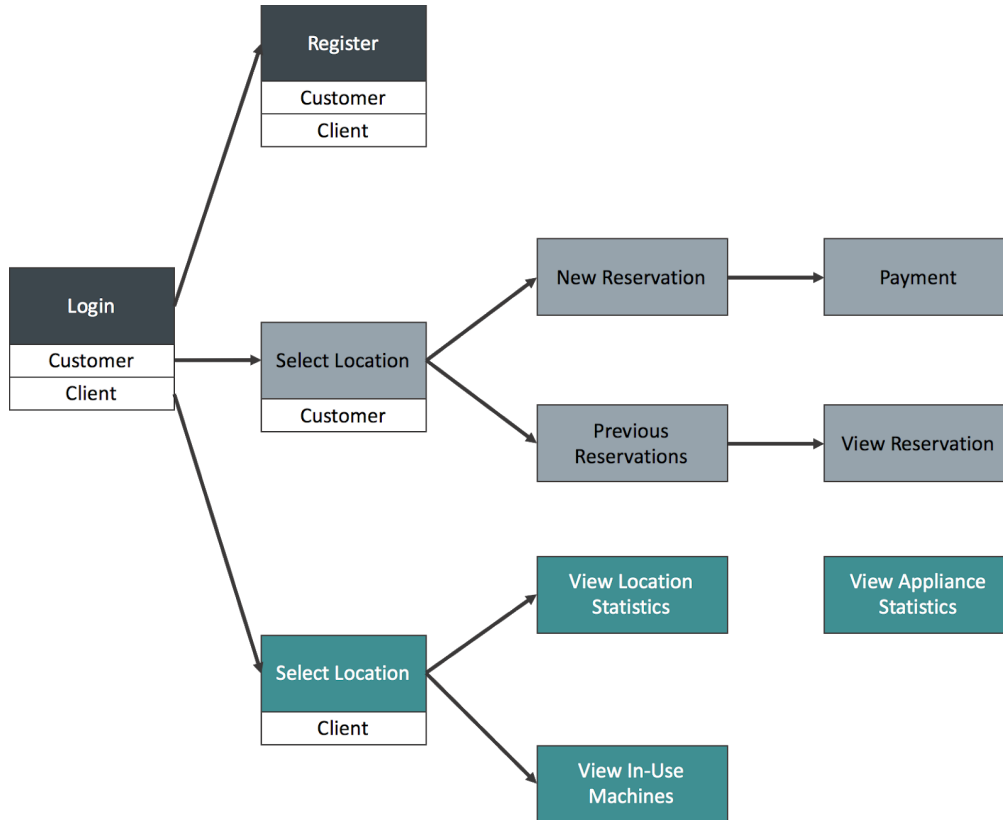 Register
Customer
Client
Login
Customer
Client
Select Location
Customer
New Reservation
Payment
Previous
Reservations
View Reservation
Select Location
Client
View Location
Statistics
View Appliance
Statistics
View In-Use
Machines